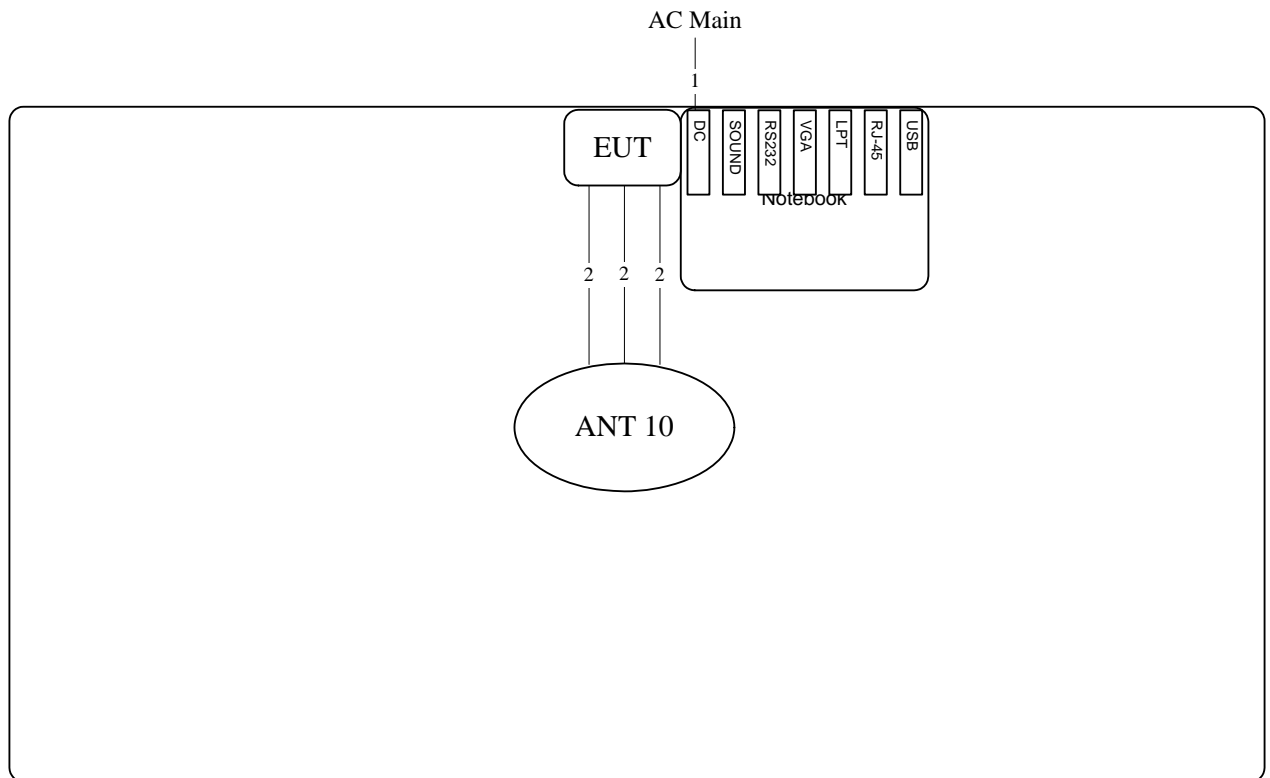 AC Main
1
EUT
DC
SOUND
RS232
VGA
LPT
RJ-45
USB
Notebook
2 2 2
ANT 10